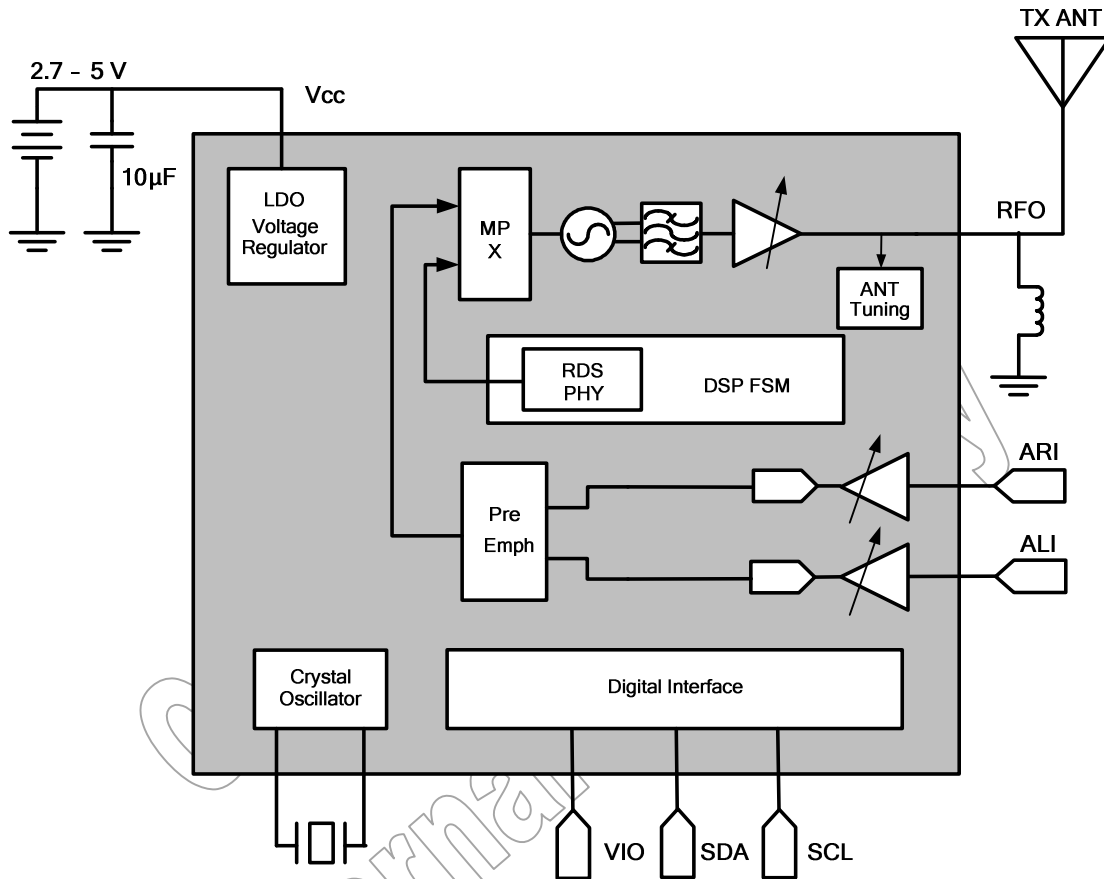 TX ANT
2.7 - 5 V
Vcc
10µF
LDO
Voltage
Regulator
MP
X
RFO
ANT
Tuning
RDS
PHY
DSP FSM
ARI
Pre
Emph
ALI
Crystal
Oscillator
Digital Interface
VIO
SDA
SCL